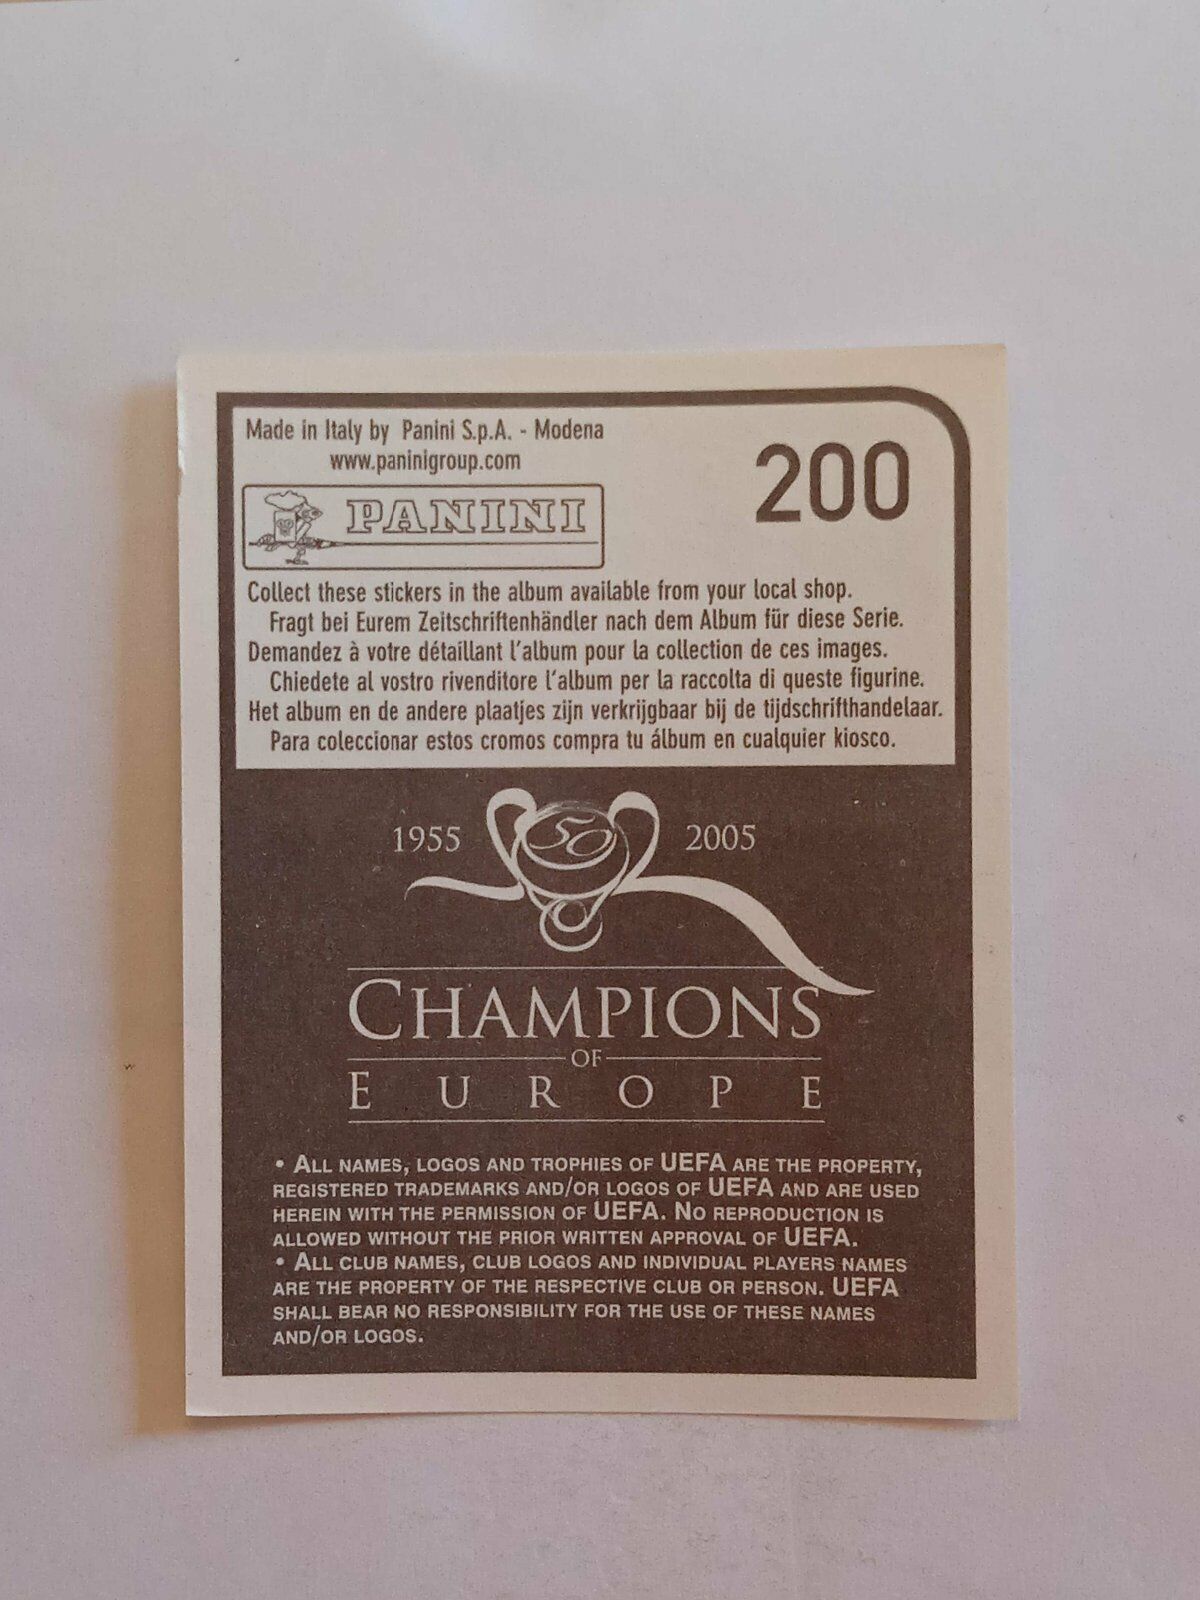 Made in Italy by Panini S.p.A. - Modena
www.paninigroup.com
200
PANINI
Collect these stickers in the album available from your local shop.
Fragt bei Eurem Zeitschriftenhändler nach dem Album für diese Serie.
Demandez à votre détaillant l'album pour la collection de ces images.
Chiedete al vostro rivenditore l'album per la raccolta di queste figurine.
Het album en de andere plaatjes zijn verkrijgbaar bij de tijdschrifthandelaar.
Para coleccionar estos cromos compra tu álbum en cualquier kiosco.
1955 50 2005
CHAMPIONS
OF
EUROPE
• ALL NAMES, LOGOS AND TROPHIES OF UEFA ARE THE PROPERTY,
REGISTERED TRADEMARKS AND/OR LOGOS OF UEFA AND ARE USED
HEREIN WITH THE PERMISSION OF UEFA. NO REPRODUCTION IS
ALLOWED WITHOUT THE PRIOR WRITTEN APPROVAL OF UEFA.
• ALL CLUB NAMES, CLUB LOGOS AND INDIVIDUAL PLAYERS NAMES
ARE THE PROPERTY OF THE RESPECTIVE CLUB OR PERSON. UEFA
SHALL BEAR NO RESPONSIBILITY FOR THE USE OF THESE NAMES
AND/OR LOGOS.